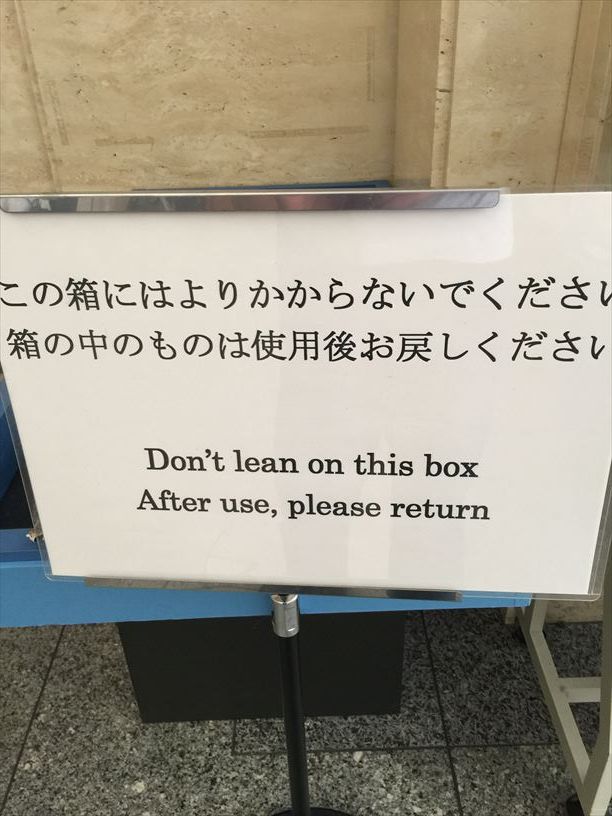 この箱にはよりかからないでください
箱の中のものは使用後お戻しください
Don't lean on this box
After use, please return